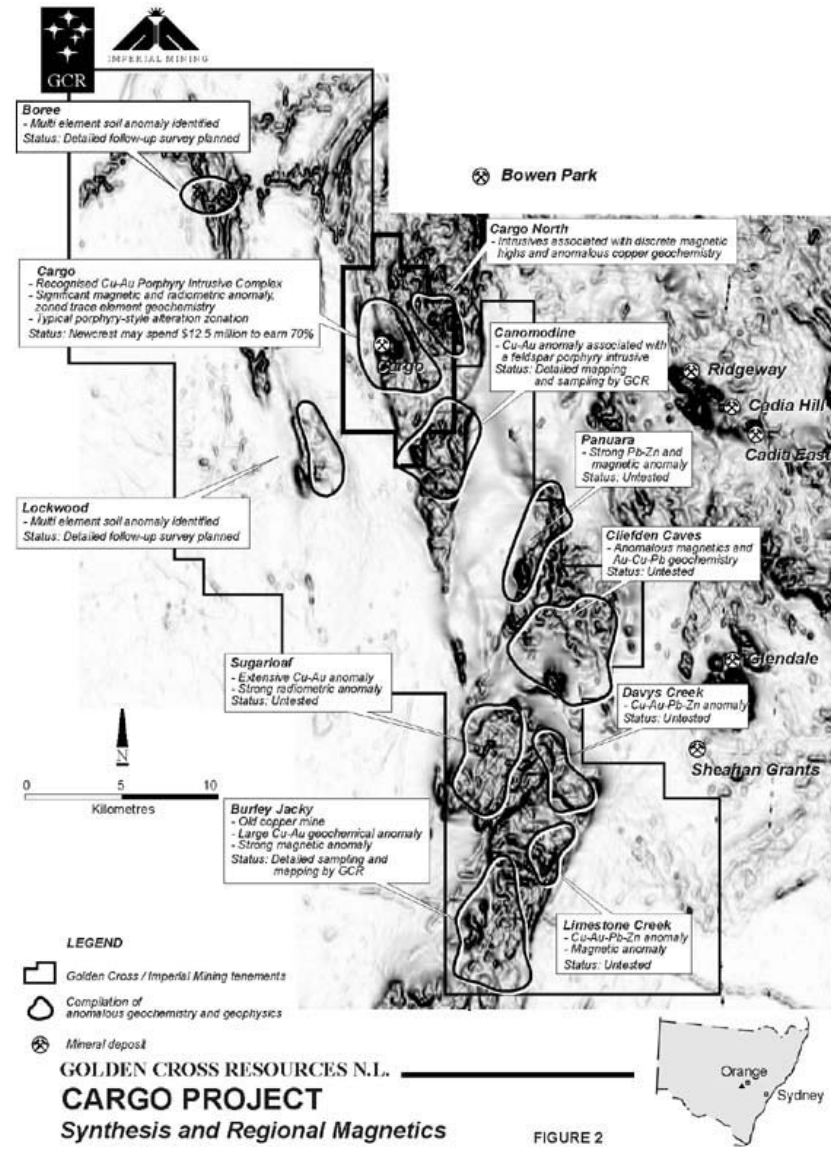 GCR
IMPERIAL MINING
Boree
- Multi element soil anomaly identified
Status: Detailed follow-up survey planned
Bowen Park
Cargo North
- Intrusives associated with discrete magnetic
highs and anomalous copper geochemistry
Cargo
- Recognised Cu-Au Porphyry Intrusive Complex
- Significant magnetic and radiometric anomaly,
zoned trace element geochemistry
- Typical porphyry-style alteration zonation
Status: Newcrest may spend $12.5 million to earn 70%
Cargo
Canomodine
- Cu-Au anomaly associated with
a feldspar porphyry intrusive
Status: Detailed mapping
and sampling by GCR
Ridgeway
Cadia Hill
Cadia East
Panuara
- Strong Pb-Zn and
magnetic anomaly
Status: Untested
Lockwood
- Multi element soil anomaly identified
Status: Detailed follow-up survey planned
Cliefden Caves
- Anomalous magnetics and
Au-Cu-Pb geochemistry
Status: Untested
Sugarloaf
- Extensive Cu-Au anomaly
- Strong radiometric anomaly
Status: Untested
Glendale
Davys Creek
- Cu-Au-Pb-Zn anomaly
Status: Untested
Sheahan Grants
N
0 5 10
Kilometres
Burley Jacky
- Old copper mine
- Large Cu-Au geochemical anomaly
- Strong magnetic anomaly
Status: Detailed sampling and
mapping by GCR
Limestone Creek
- Cu-Au-Pb-Zn anomaly
- Magnetic anomaly
Status: Untested
LEGEND
Golden Cross / Imperial Mining tenements
Compilation of
anomalous geochemistry and geophysics
Mineral deposit
GOLDEN CROSS RESOURCES N.L.
CARGO PROJECT
Synthesis and Regional Magnetics
FIGURE 2
Orange
Sydney